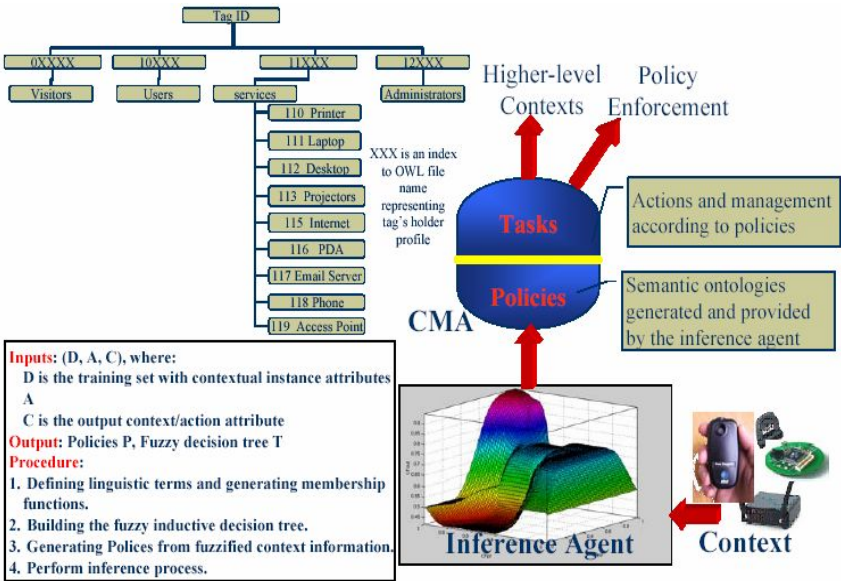 Tag ID
0XXXX
10XXX
11XXX
12XXX
Visitors
Users
services
Administrators
110 Printer
111 Laptop
112 Desktop
113 Projectors
115 Internet
116 PDA
117 Email Server
118 Phone
119 Access Point
XXX is an index
to OWL file
name
representing
tag's holder
profile
Higher-level
Contexts
Policy
Enforcement
Tasks
Policies
CMA
Actions and management
according to policies
Semantic ontologies
generated and provided
by the inference agent
Inputs: (D, A, C), where:
D is the training set with contextual instance attributes
A
C is the output context/action attribute
Output: Policies P, Fuzzy decision tree T
Procedure:
1. Defining linguistic terms and generating membership
functions.
2. Building the fuzzy inductive decision tree.
3. Generating Polices from fuzzified context information.
4. Perform inference process.
Inference Agent
Context